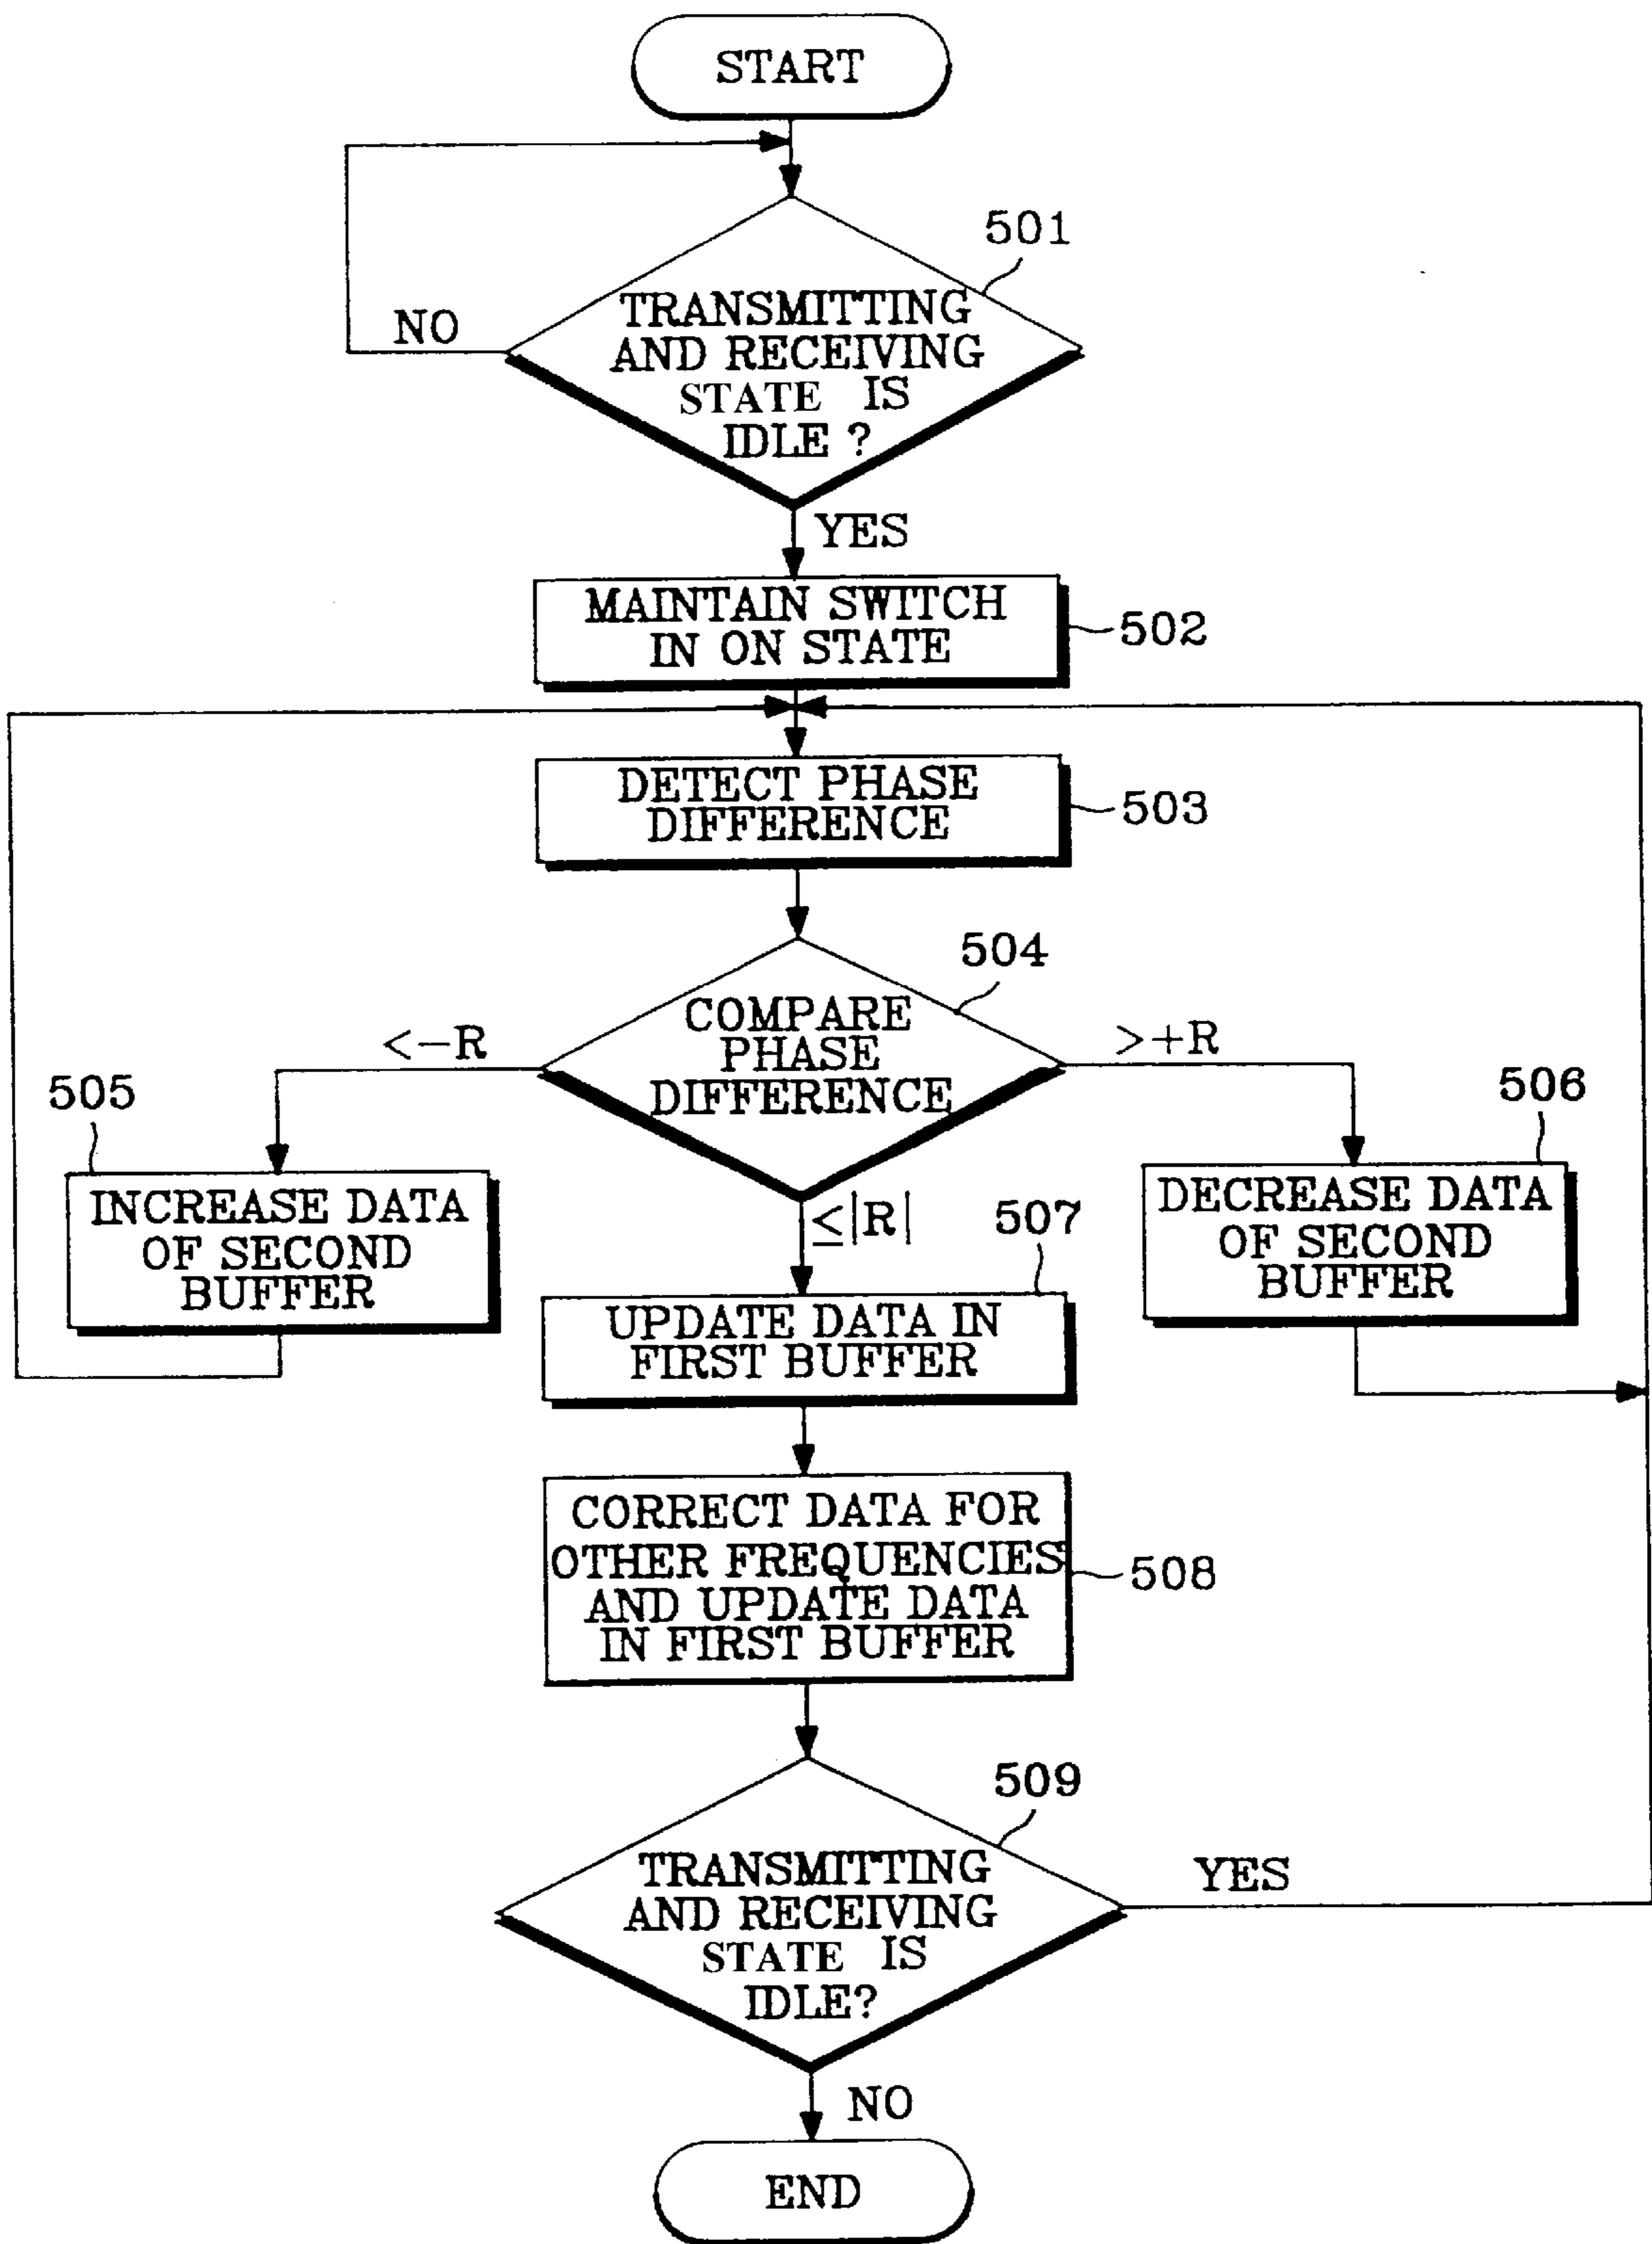 START
501
TRANSMITTING
AND RECEIVING
STATE IS
IDLE ?
NO
YES
MAINTAIN SWITCH
IN ON STATE
502
DETECT PHASE
DIFFERENCE
503
504
COMPARE
PHASE
DIFFERENCE
<-R
>+R
505
INCREASE DATA
OF SECOND
BUFFER
506
DECREASE DATA
OF SECOND
BUFFER
≤|R|
507
UPDATE DATA IN
FIRST BUFFER
CORRECT DATA FOR
OTHER FREQUENCIES
AND UPDATE DATA
IN FIRST BUFFER
508
509
TRANSMITTING
AND RECEIVING
STATE IS
IDLE?
YES
NO
END